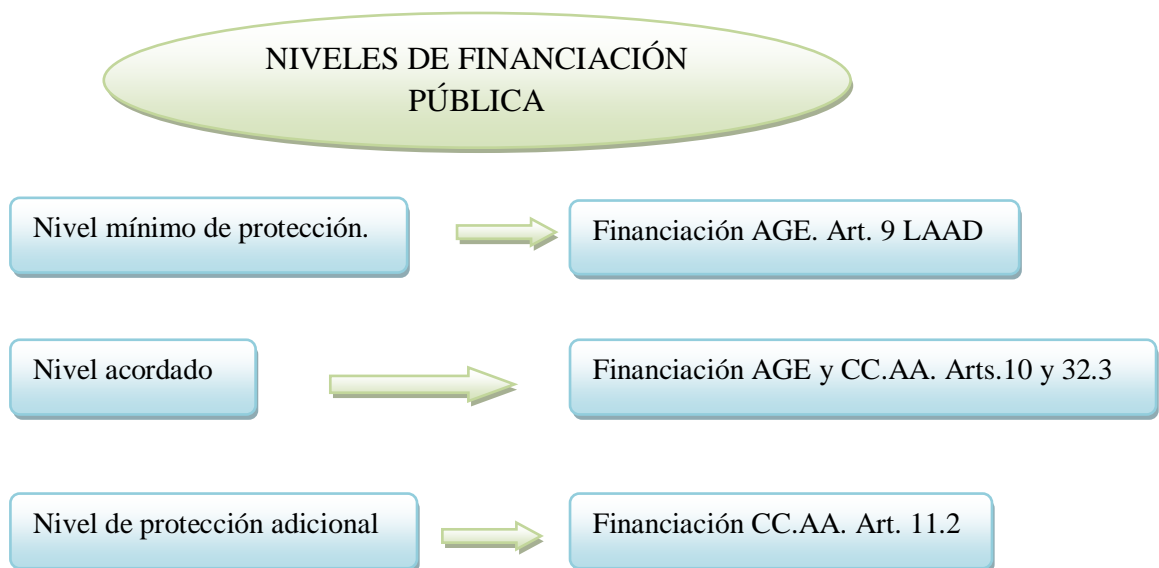 NIVELES DE FINANCIACIÓN
PÚBLICA
Nivel mínimo de protección.
Financiación AGE. Art. 9 LAAD
Nivel acordado
Financiación AGE y CC.AA. Arts.10 y 32.3
Nivel de protección adicional
Financiación CC.AA. Art. 11.2